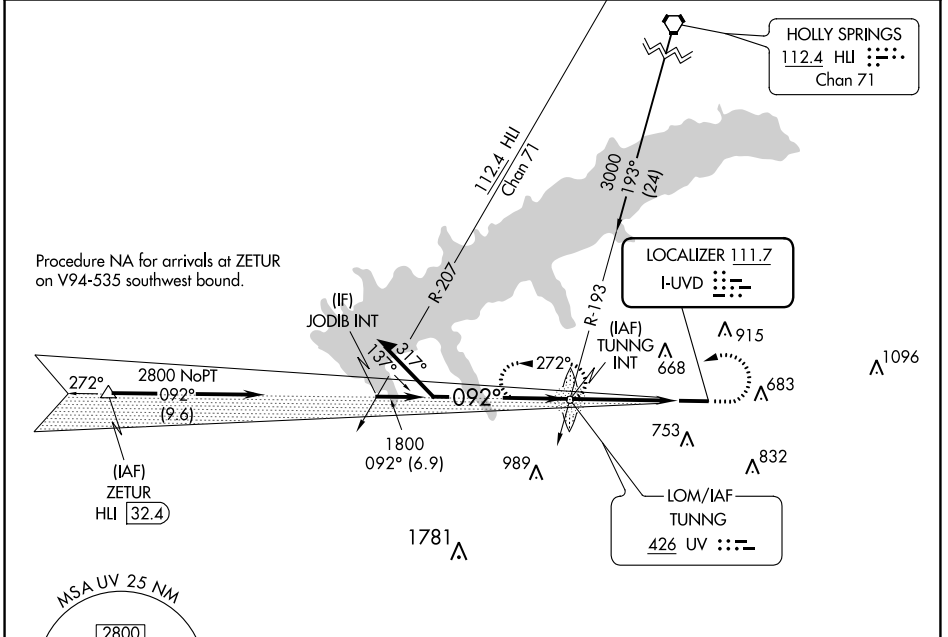 HOLLY SPRINGS
112.4 HLI
Chan 71
112.4 HLI
Chan 71
R-207
3000
193°
(24)
R-193
Procedure NA for arrivals at ZETUR
on V94-535 southwest bound.
LOCALIZER 111.7
I-UVD
(IF)
JODIB INT
(IAF)
TUNNG
INT
915
668
1096
683
317°
137°
272°
272°
2800 NoPT
092°
(9.6)
092°
1800
092° (6.9)
989
753
832
(IAF)
ZETUR
HLI 32.4
LOM/IAF
TUNNG
426 UV
1781
MSA UV 25 NM
2800